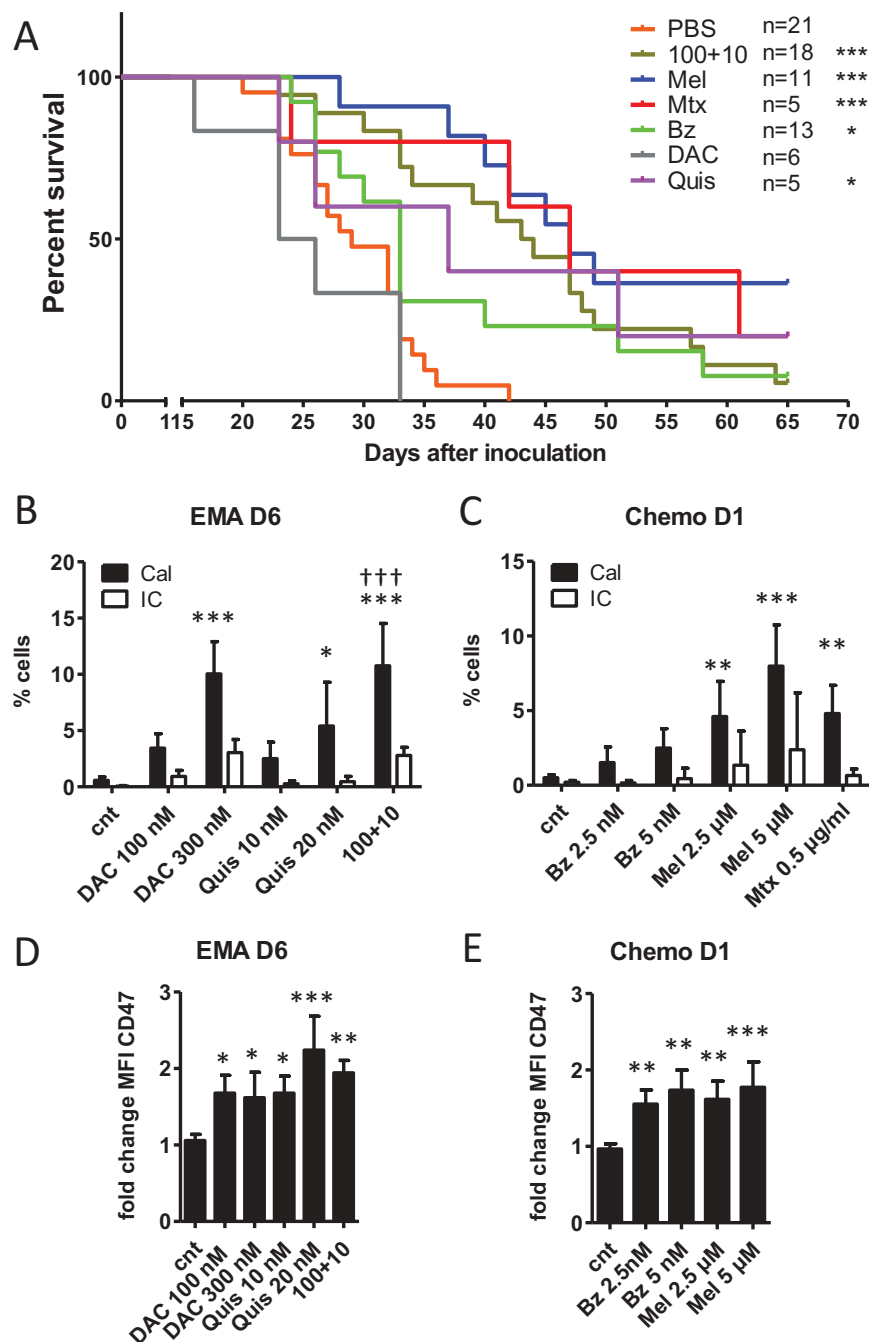 A
PBS n=21
100+10 n=18 ***
Mel n=11 ***
Mtx n=5 ***
Bz n=13 *
DAC n=6
Quis n=5 *
Percent survival
100
50
0
0 1 15 20 25 30 35 40 45 50 55 60 65 70
Days after inoculation
B
EMA D6
Cal
IC
% cells
20
15
10
5
0
***
*
†††
***
cnt
DAC 100 nM
DAC 300 nM
Quis 10 nM
Quis 20 nM
100+10
C
Chemo D1
Cal
IC
% cells
15
10
5
0
**
***
**
cnt
Bz 2.5 nM
Bz 5 nM
Mel 2.5 µM
Mel 5 µM
Mtx 0.5 µg/ml
D
EMA D6
fold change MFI CD47
3
2
1
0
* * * *** **
cnt
DAC 100 nM
DAC 300 nM
Quis 10 nM
Quis 20 nM
100+10
E
Chemo D1
fold change MFI CD47
3
2
1
0
** ** ** ***
cnt
Bz 2.5nM
Bz 5 nM
Mel 2.5 µM
Mel 5 µM